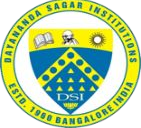 DAYANANDA SAGAR INSTITUTIONS
DSI
ESTD. 1960 BANGALORE INDIA